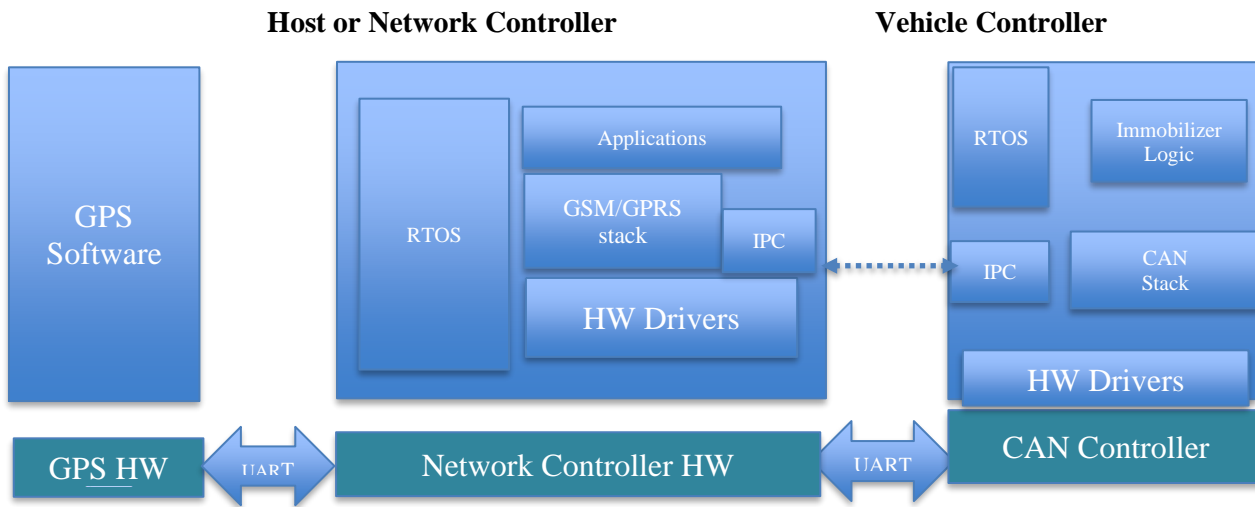 Host or Network Controller
Vehicle Controller
GPS
Software
RTOS
Applications
GSM/GPRS
stack
IPC
HW Drivers
RTOS
Immobilizer
Logic
IPC
CAN
Stack
HW Drivers
GPS HW
UART
Network Controller HW
UART
CAN Controller